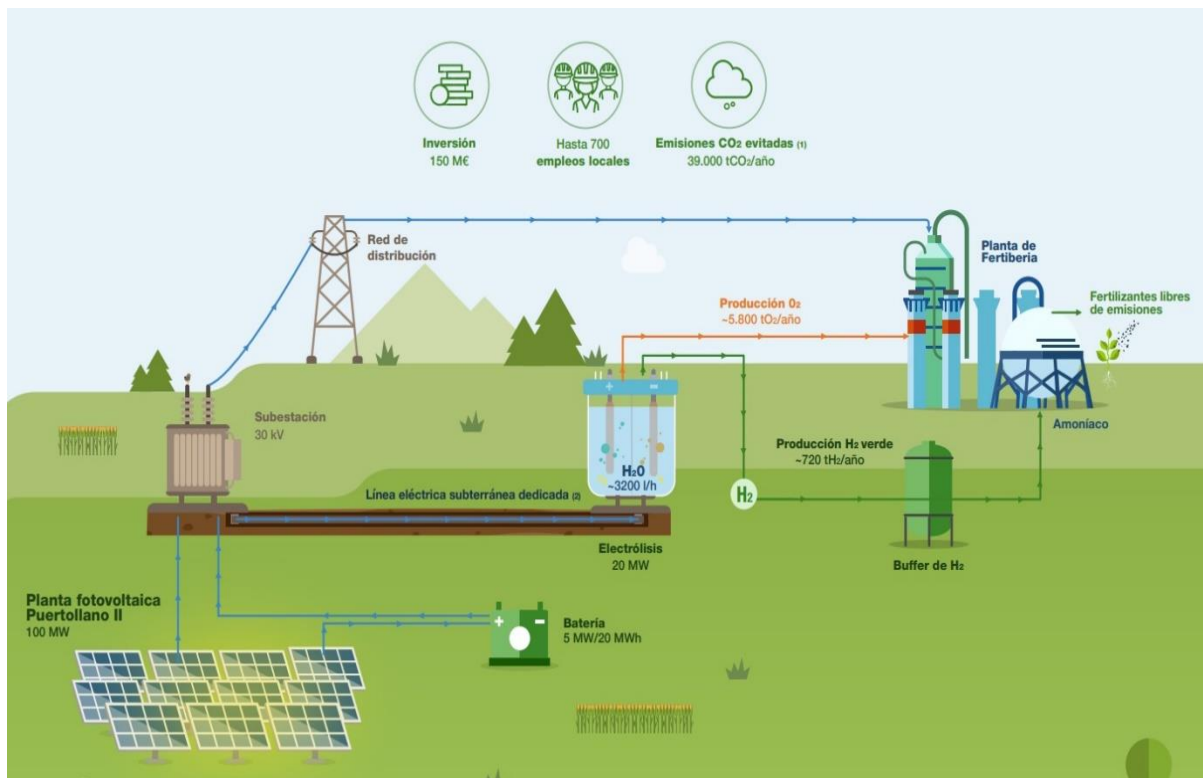 Inversión
150 M€
Hasta 700
empleos locales
Emisiones CO₂ evitadas (1)
39.000 tCO₂/año
Red de
distribución
Planta de
Fertiberia
Producción O₂
~5.800 tO₂/año
Fertilizantes libres
de emisiones
Subestación
30 kV
Amoníaco
+ −
H₂O
~3200 l/h
Producción H₂ verde
~720 tH₂/año
Línea eléctrica subterránea dedicada (2)
H₂
Electrólisis
20 MW
Buffer de H₂
Planta fotovoltaica
Puertollano II
100 MW
+ −
Batería
5 MW/20 MWh